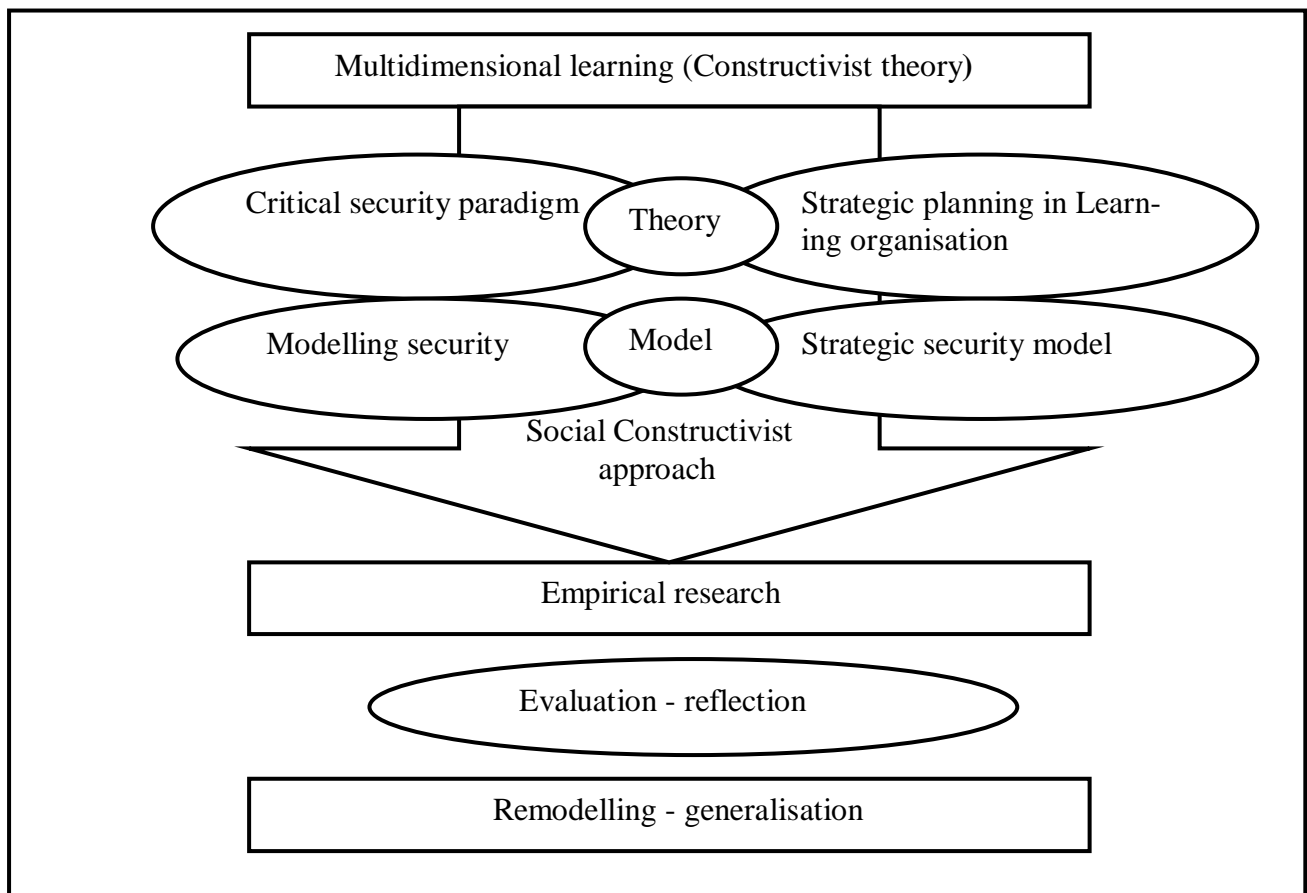 Multidimensional learning (Constructivist theory)
Critical security paradigm
Theory
Strategic planning in Learn-
ing organisation
Modelling security
Model
Strategic security model
Social Constructivist
approach
Empirical research
Evaluation - reflection
Remodelling - generalisation